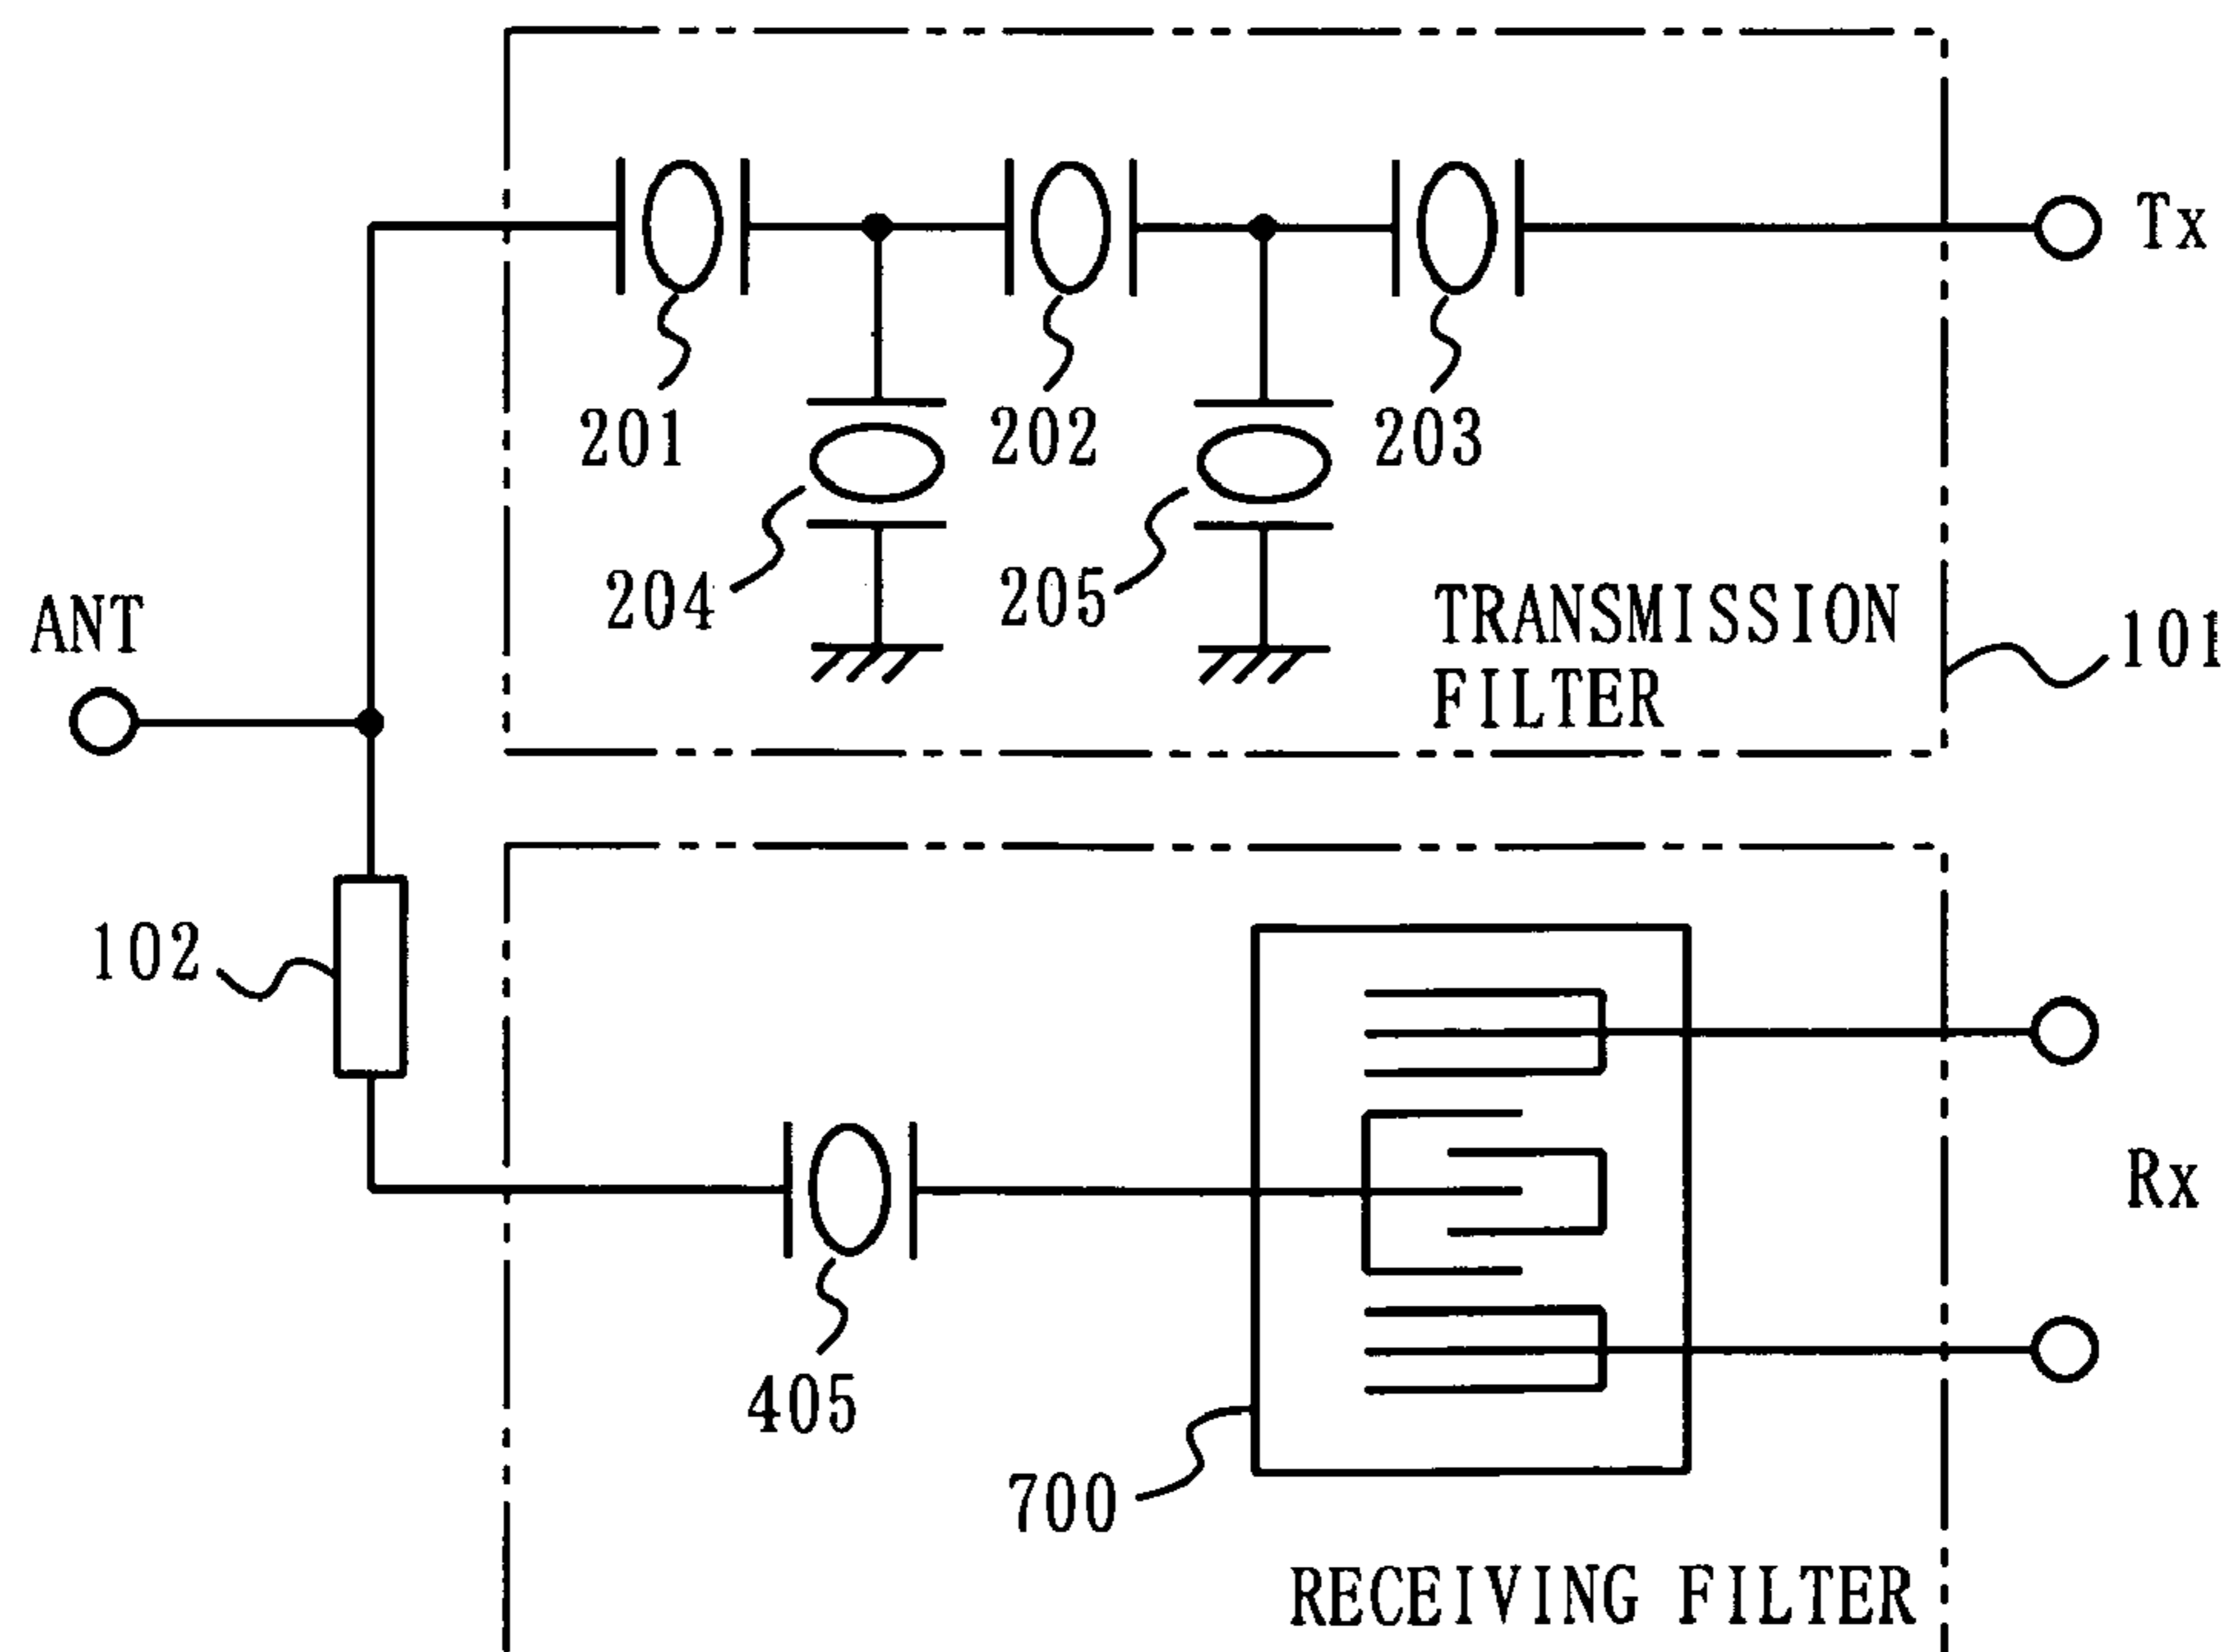 Tx
201
202
203
204
205
TRANSMISSION
FILTER
101
ANT
102
Rx
405
700
RECEIVING FILTER